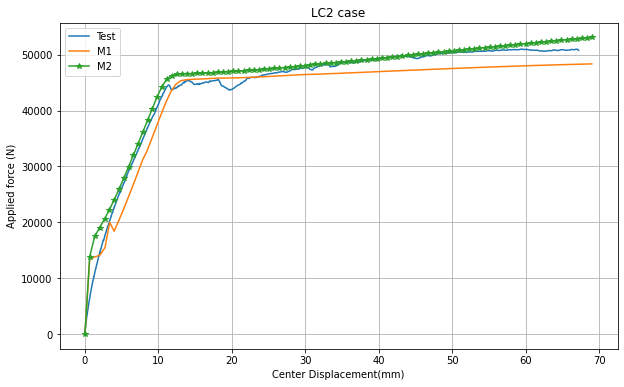 LC2 case
Test
M1
M2
Applied force (N)
50000
40000
30000
20000
10000
0
0 10 20 30 40 50 60 70
Center Displacement(mm)